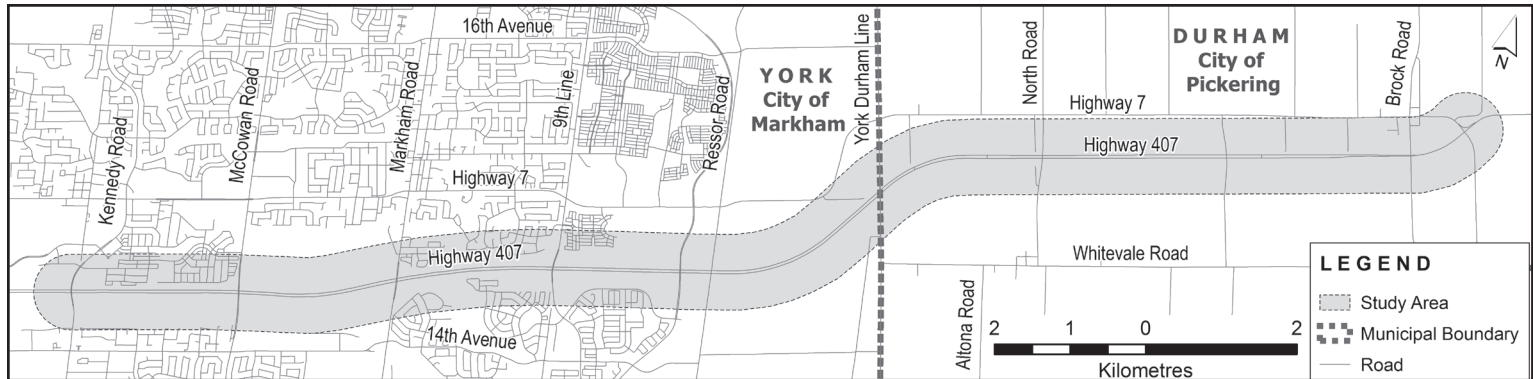 16th Avenue
York Durham Line
North Road
DURHAM
City of
Pickering
Brock Road
N
YORK
City of
Markham
Kennedy Road
McCowan Road
Markham Road
9th Line
Ressor Road
Highway 7
Highway 407
Highway 7
Highway 407
14th Avenue
Whitevale Road
Altona Road
2 1 0 2
Kilometres
LEGEND
Study Area
Municipal Boundary
Road